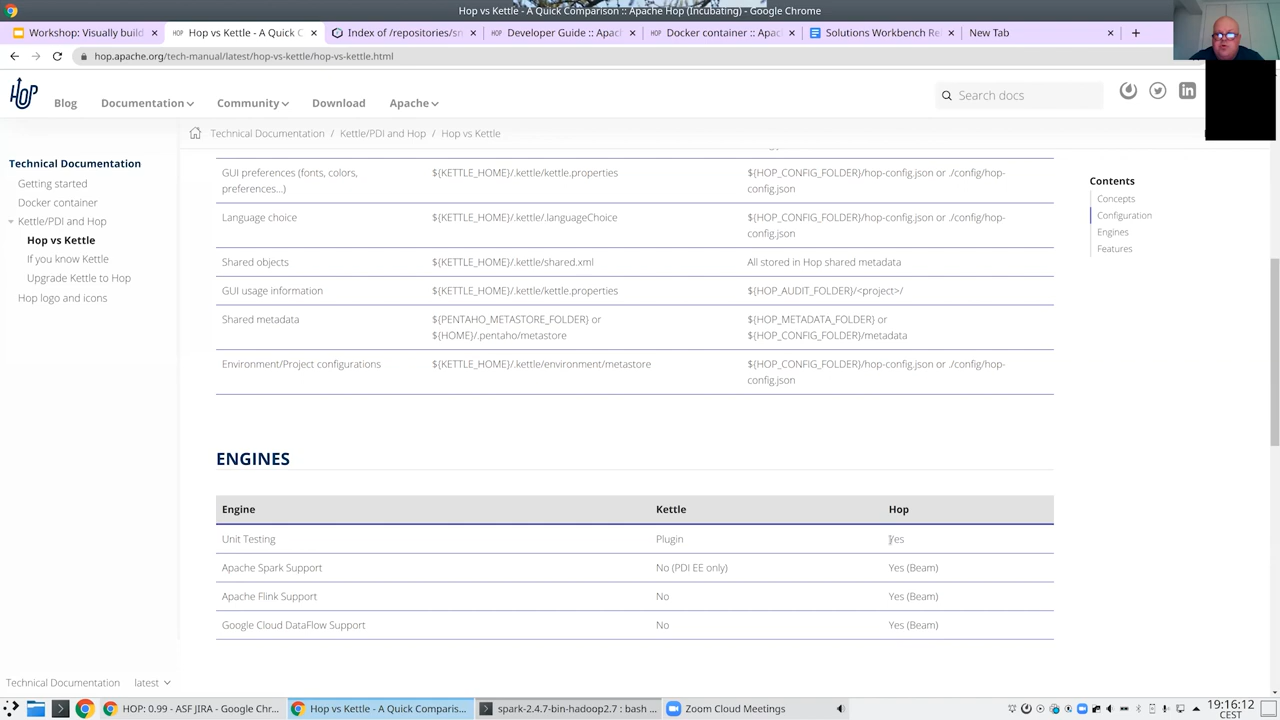 Hop vs Kettle - A Quick Comparison :: Apache Hop (Incubating) - Google Chrome
Workshop: Visually build
Hop vs Kettle - A Quick C
Index of /repositories/sn
Developer Guide :: Apac
Docker container :: Apac
Solutions Workbench Re
New Tab
hop.apache.org/tech-manual/latest/hop-vs-kettle/hop-vs-kettle.html
HOP
Blog
Documentation
Community
Download
Apache
Search docs
Technical Documentation / Kettle/PDI and Hop / Hop vs Kettle
Technical Documentation
Getting started
Docker container
Kettle/PDI and Hop
Hop vs Kettle
If you know Kettle
Upgrade Kettle to Hop
Hop logo and icons
GUI preferences (fonts, colors, preferences...)
${KETTLE_HOME}/.kettle/kettle.properties
${HOP_CONFIG_FOLDER}/hop-config.json or ./config/hop-
config.json
Language choice
${KETTLE_HOME}/.kettle/.languageChoice
${HOP_CONFIG_FOLDER}/hop-config.json or ./config/hop-
config.json
Shared objects
${KETTLE_HOME}/.kettle/shared.xml
All stored in Hop shared metadata
GUI usage information
${KETTLE_HOME}/.kettle/kettle.properties
${HOP_AUDIT_FOLDER}/<project>/
Shared metadata
${PENTAHO_METASTORE_FOLDER} or
${HOME}/.pentaho/metastore
${HOP_METADATA_FOLDER} or
${HOP_CONFIG_FOLDER}/metadata
Environment/Project configurations
${KETTLE_HOME}/.kettle/environment/metastore
${HOP_CONFIG_FOLDER}/hop-config.json or ./config/hop-
config.json
ENGINES
Engine Kettle Hop
Unit Testing Plugin Yes
Apache Spark Support No (PDI EE only) Yes (Beam)
Apache Flink Support No Yes (Beam)
Google Cloud DataFlow Support No Yes (Beam)
Contents
Concepts
Configuration
Engines
Features
Technical Documentation latest
HOP: 0.99 - ASF JIRA - Google Chr...
Hop vs Kettle - A Quick Comparis...
spark-2.4.7-bin-hadoop2.7 : bash ...
Zoom Cloud Meetings
19:16:12
CEST